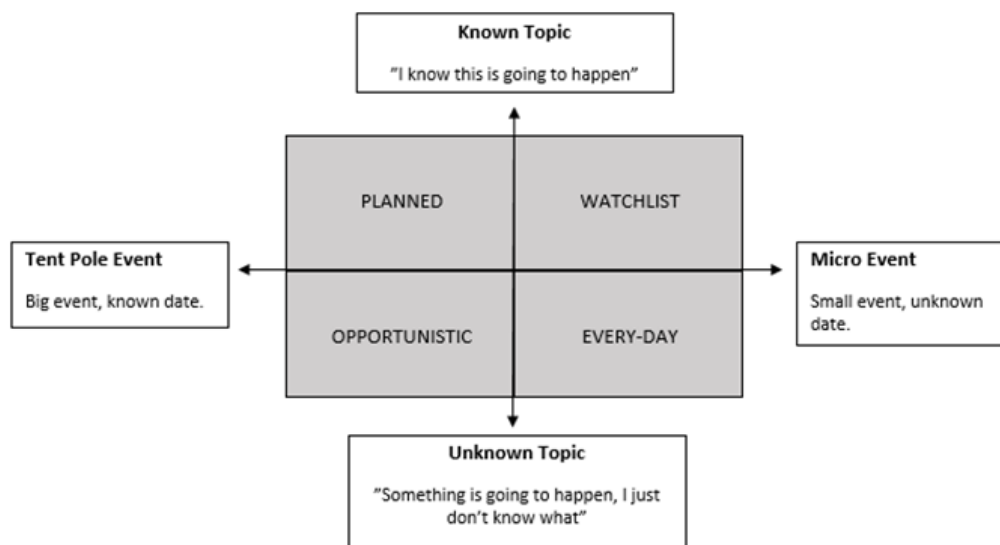 Known Topic
”I know this is going to happen”
PLANNED
WATCHLIST
Tent Pole Event
Big event, known date.
Micro Event
Small event, unknown
date.
OPPORTUNISTIC
EVERY-DAY
Unknown Topic
”Something is going to happen, I just
don’t know what”